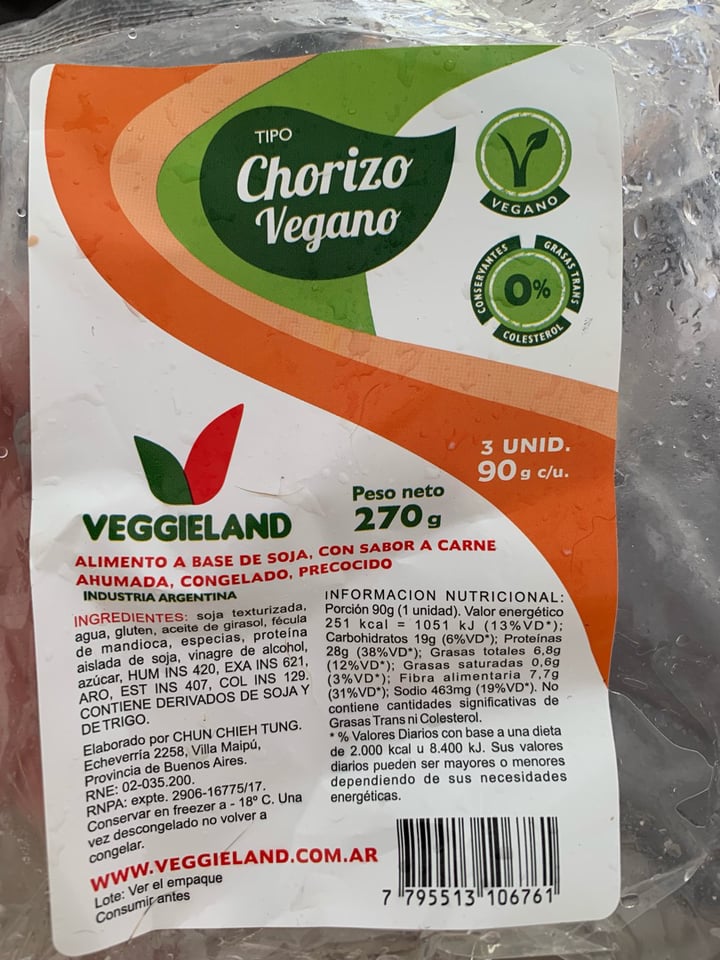 TIPO
Chorizo
Vegano
VEGANO
CONSERVANTES
GRASAS TRANS
0%
COLESTEROL
3 UNID.
90 g c/u.
Peso neto
270 g
VEGGIELAND
ALIMENTO A BASE DE SOJA, CON SABOR A CARNE
AHUMADA, CONGELADO, PRECOCIDO
INDUSTRIA ARGENTINA
INGREDIENTES: soja texturizada,
agua, gluten, aceite de girasol, fécula
de mandioca, especias, proteína
aislada de soja, vinagre de alcohol,
azúcar, HUM INS 420, EXA INS 621,
ARO, EST INS 407, COL INS 129.
CONTIENE DERIVADOS DE SOJA Y
DE TRIGO.
Elaborado por CHUN CHIEH TUNG.
Echeverría 2258, Villa Maipú,
Provincia de Buenos Aires.
RNE: 02-035.200.
RNPA: expte. 2906-16775/17.
Conservar en freezer a - 18º C. Una
vez descongelado no volver a
congelar.
WWW.VEGGIELAND.COM.AR
Lote: Ver el empaque
Consumir antes
INFORMACION NUTRICIONAL:
Porción 90g (1 unidad). Valor energético
251 kcal = 1051 kJ (13%VD*);
Carbohidratos 19g (6%VD*); Proteínas
28g (38%VD*); Grasas totales 6,8g
(12%VD*); Grasas saturadas 0,6g
(3%VD*); Fibra alimentaria 7,7g
(31%VD*); Sodio 463mg (19%VD*). No
contiene cantidades significativas de
Grasas Trans ni Colesterol.
* % Valores Diarios con base a una dieta
de 2.000 kcal u 8.400 kJ. Sus valores
diarios pueden ser mayores o menores
dependiendo de sus necesidades
energéticas.
7 795513 106761